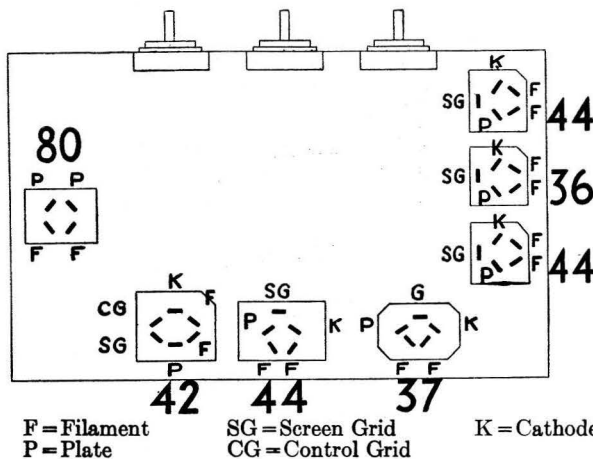 K
SG F
F
P
44
80
P P
K
SG F
F
P
36
F F
K
SG F
F
P
44
K
F
CG
SG
F
P
42
SG
P K
F F
44
G
P K
F F
37
F=Filament SG=Screen Grid K=Cathode
P=Plate CG=Control Grid